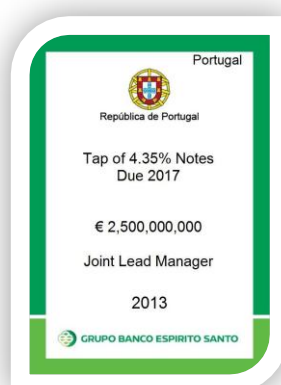 Portugal
República de Portugal
Tap of 4.35% Notes
Due 2017
€ 2,500,000,000
Joint Lead Manager
2013
GRUPO BANCO ESPIRITO SANTO